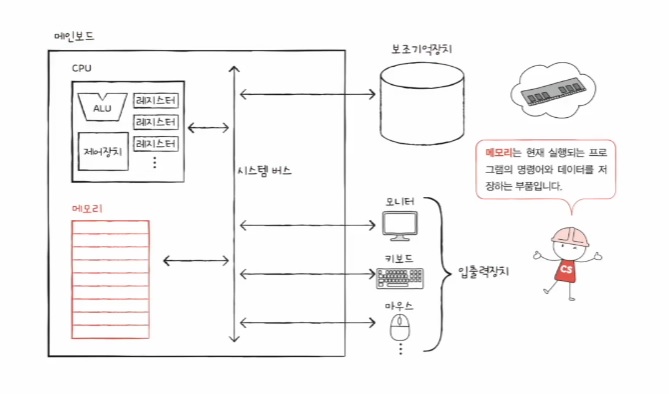 메인보드
CPU
ALU
레지스터
레지스터
제어장치
레지스터
시스템 버스
메모리
보조기억장치
메모리는 현재 실행되는 프로
그램의 명령어와 데이터를 저
장하는 부품입니다.
모니터
키보드
입출력장치
마우스
CS